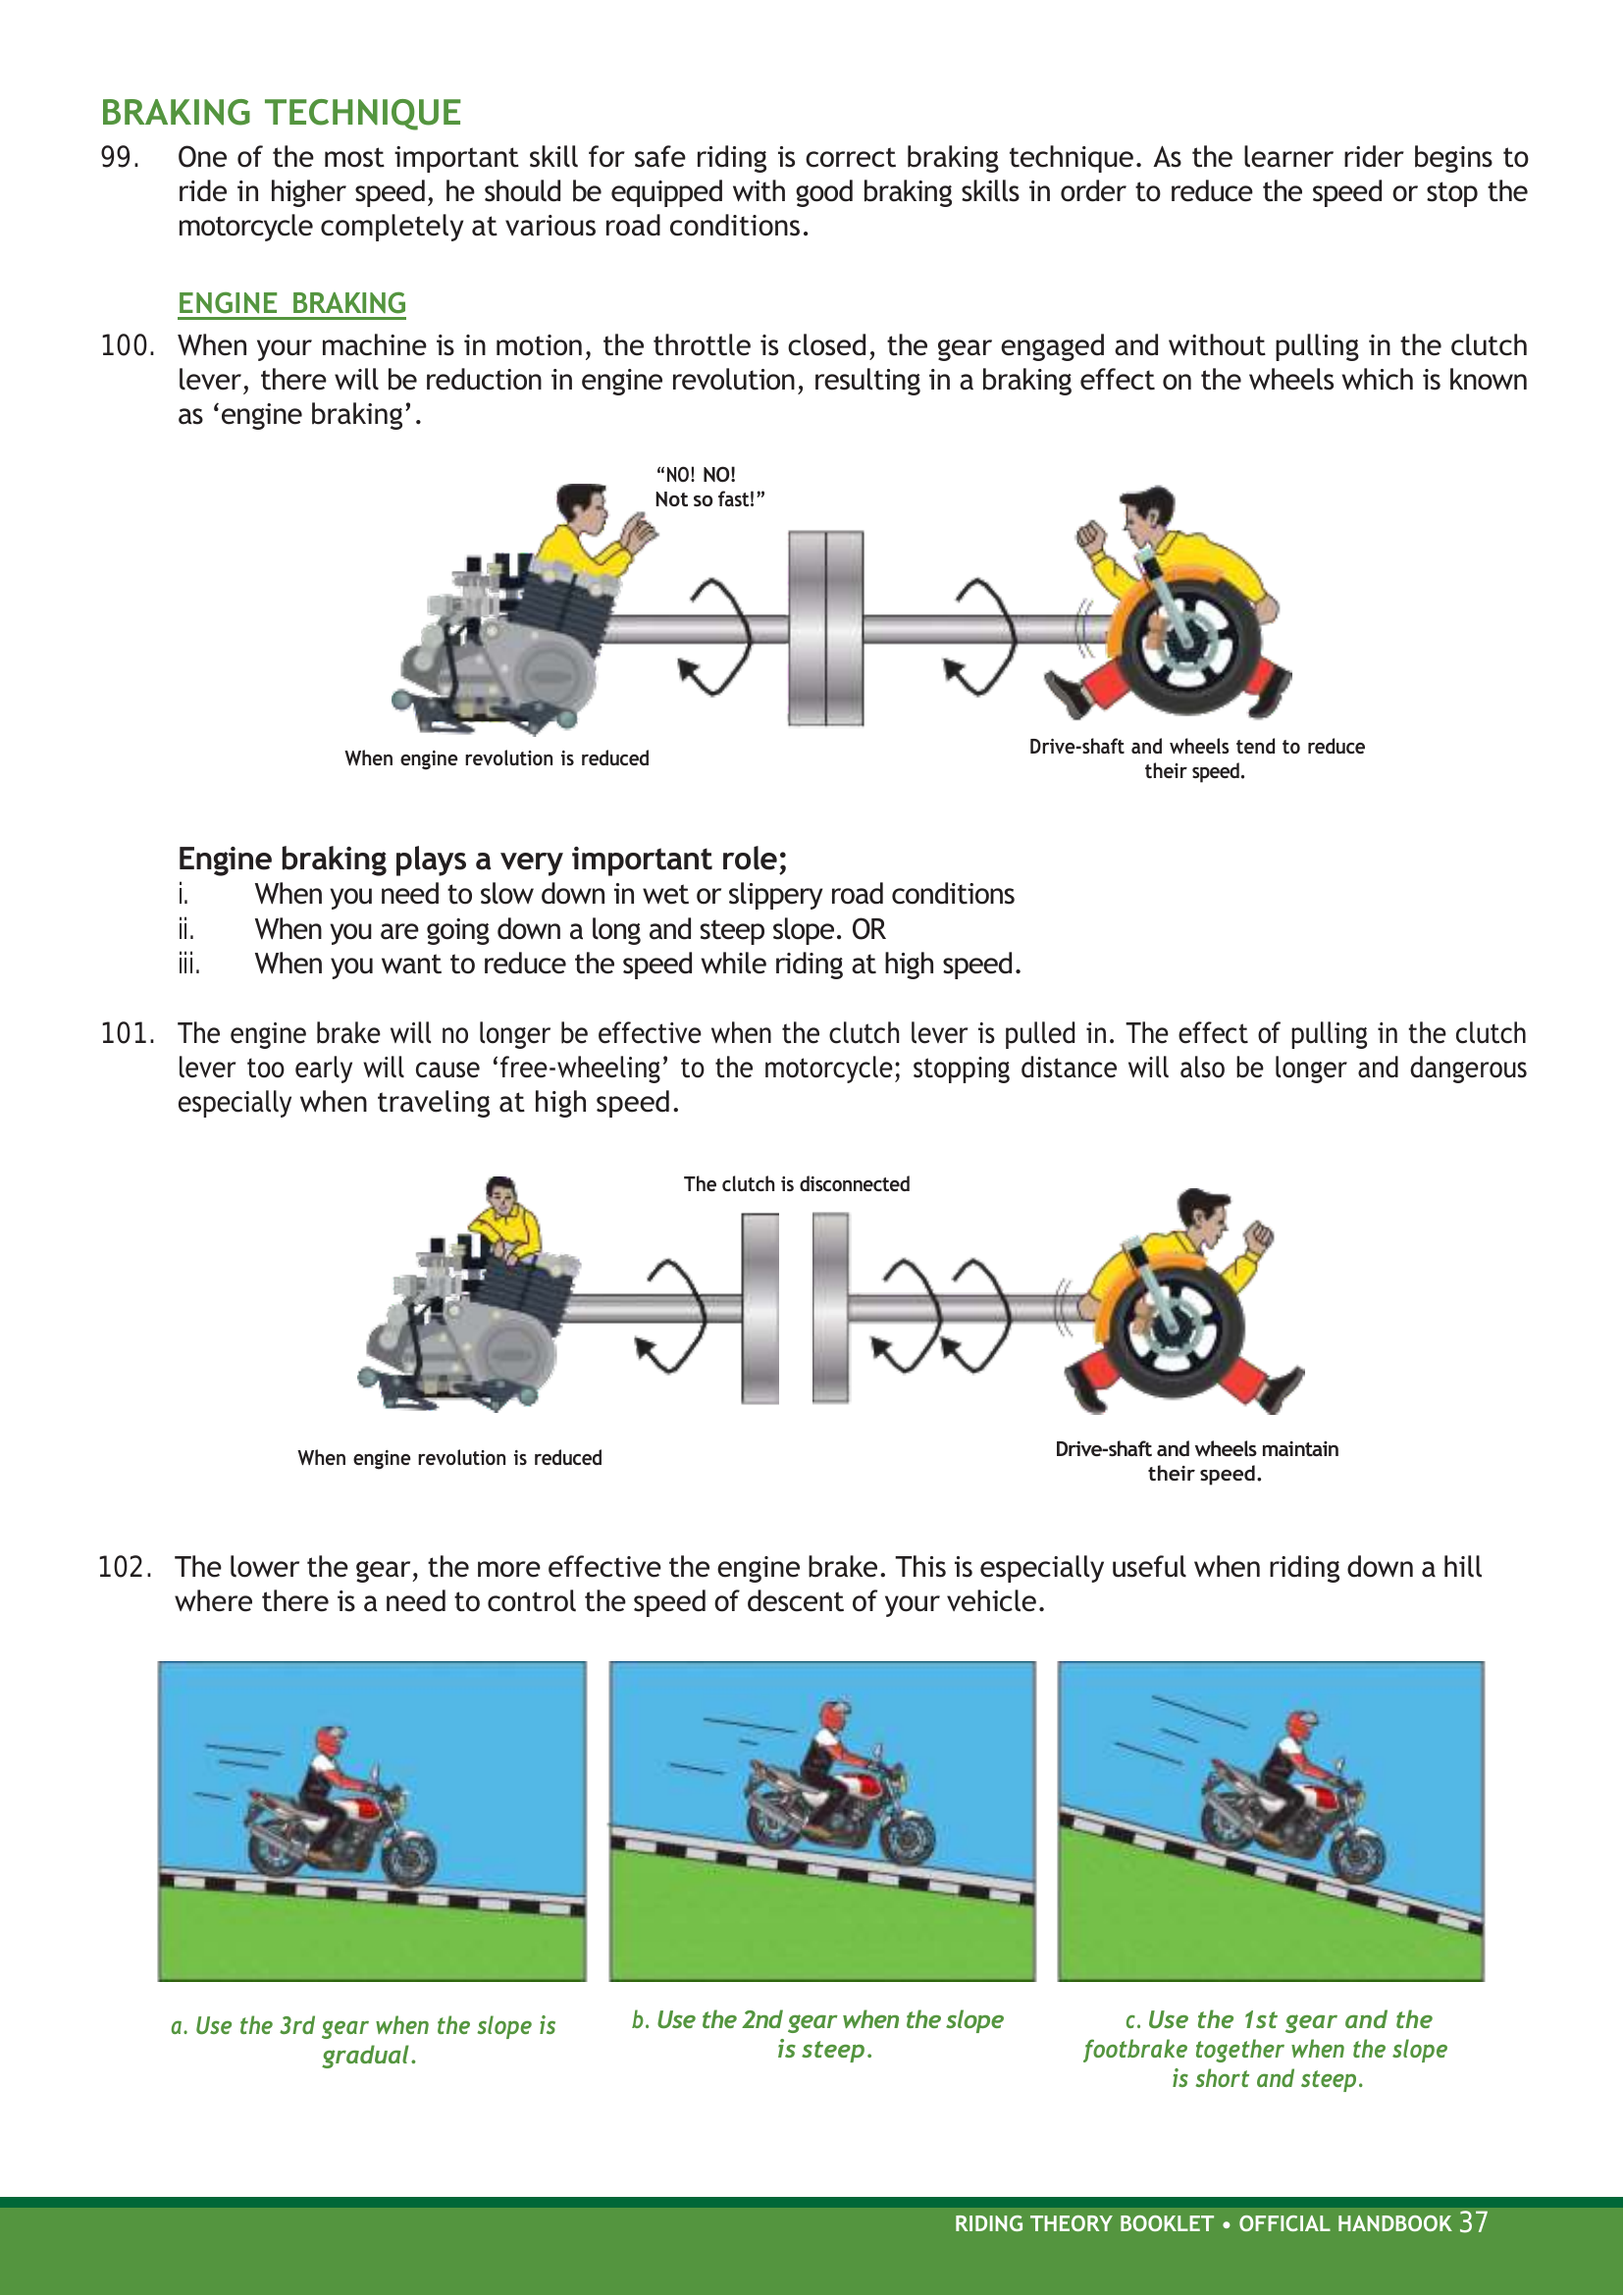 BRAKING TECHNIQUE
99. One of the most important skill for safe riding is correct braking technique. As the learner rider begins to
ride in higher speed, he should be equipped with good braking skills in order to reduce the speed or stop the
motorcycle completely at various road conditions.
ENGINE BRAKING
100. When your machine is in motion, the throttle is closed, the gear engaged and without pulling in the clutch
lever, there will be reduction in engine revolution, resulting in a braking effect on the wheels which is known
as ‘engine braking’.
“NO! NO!
Not so fast!”
When engine revolution is reduced
Drive-shaft and wheels tend to reduce
their speed.
Engine braking plays a very important role;
i. When you need to slow down in wet or slippery road conditions
ii. When you are going down a long and steep slope. OR
iii. When you want to reduce the speed while riding at high speed.
101. The engine brake will no longer be effective when the clutch lever is pulled in. The effect of pulling in the clutch
lever too early will cause ‘free-wheeling’ to the motorcycle; stopping distance will also be longer and dangerous
especially when traveling at high speed.
The clutch is disconnected
When engine revolution is reduced
Drive-shaft and wheels maintain
their speed.
102. The lower the gear, the more effective the engine brake. This is especially useful when riding down a hill
where there is a need to control the speed of descent of your vehicle.
a. Use the 3rd gear when the slope is
gradual.
b. Use the 2nd gear when the slope
is steep.
c. Use the 1st gear and the
footbrake together when the slope
is short and steep.
RIDING THEORY BOOKLET • OFFICIAL HANDBOOK 37